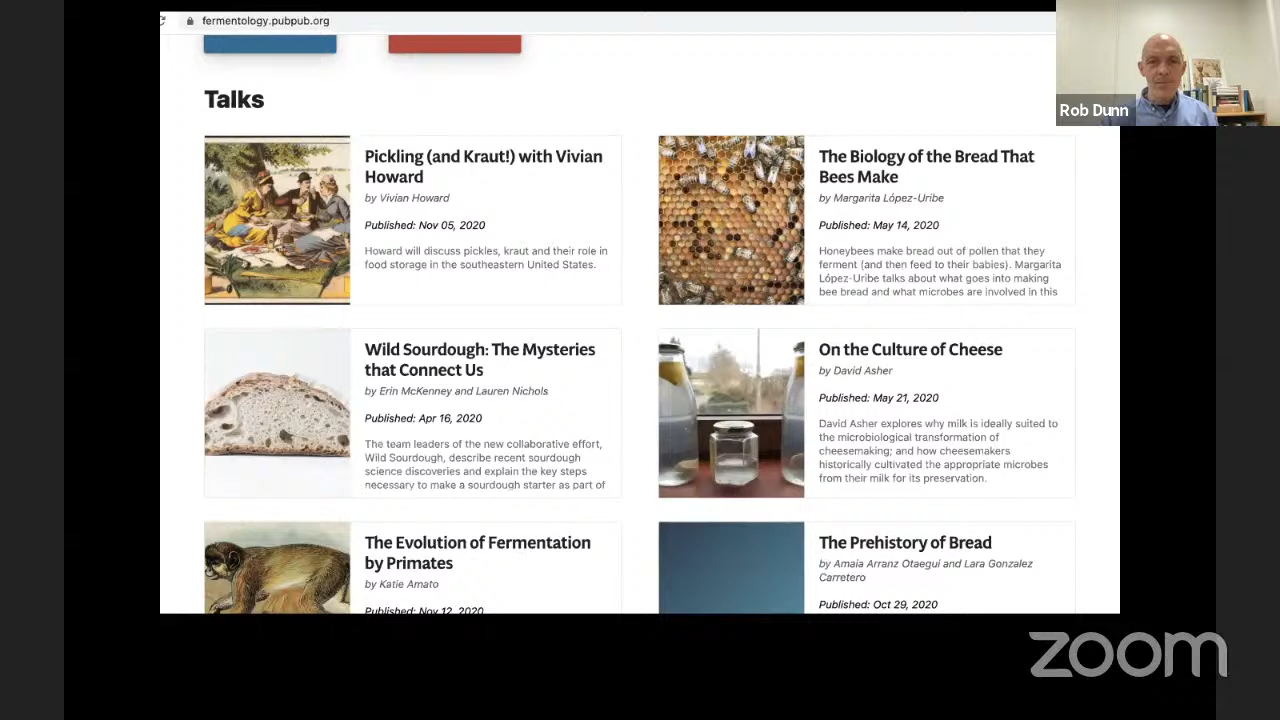 fermentology.pubpub.org
Rob Dunn
Talks
Pickling (and Kraut!) with Vivian
Howard
by Vivian Howard
Published: Nov 05, 2020
Howard will discuss pickles, kraut and their role in
food storage in the southeastern United States.
The Biology of the Bread That
Bees Make
by Margarita López-Uribe
Published: May 14, 2020
Honeybees make bread out of pollen that they
ferment (and then feed to their babies). Margarita
López-Uribe talks about what goes into making
bee bread and what microbes are involved in this
Wild Sourdough: The Mysteries
that Connect Us
by Erin McKenney and Lauren Nichols
Published: Apr 16, 2020
The team leaders of the new collaborative effort,
Wild Sourdough, describe recent sourdough
science discoveries and explain the key steps
necessary to make a sourdough starter as part of
On the Culture of Cheese
by David Asher
Published: May 21, 2020
David Asher explores why milk is ideally suited to
the microbiological transformation of
cheesemaking; and how cheesemakers
historically cultivated the appropriate microbes
from their milk for its preservation.
The Evolution of Fermentation
by Primates
by Katie Amato
Published: Nov 12, 2020
The Prehistory of Bread
by Amaia Arranz Otaegui and Lara Gonzalez
Carretero
Published: Oct 29, 2020
zoom